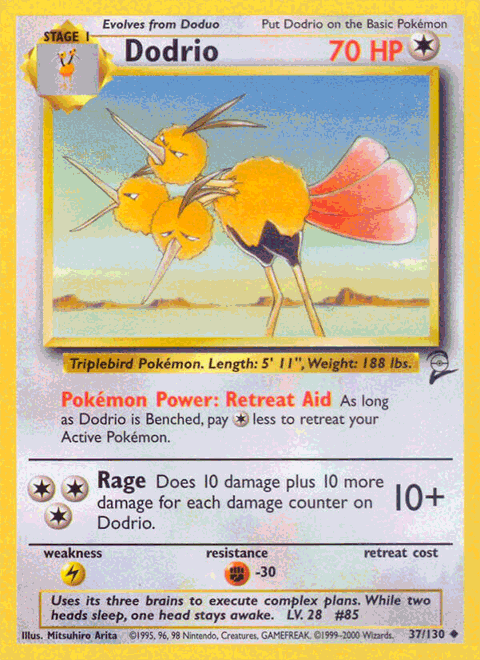 Evolves from Doduo
Put Dodrio on the Basic Pokémon
STAGE 1
Dodrio
70 HP
Triplebird Pokémon. Length: 5' 11", Weight: 188 lbs.
Pokémon Power: Retreat Aid As long
as Dodrio is Benched, pay less to retreat your
Active Pokémon.
Rage Does 10 damage plus 10 more
damage for each damage counter on
Dodrio.
10+
weakness
resistance
retreat cost
-30
Uses its three brains to execute complex plans. While two
heads sleep, one head stays awake. LV. 28 #85
Illus. Mitsuhiro Arita ©1995, 96, 98 Nintendo, Creatures, GAMEFREAK. ©1999-2000 Wizards. 37/130